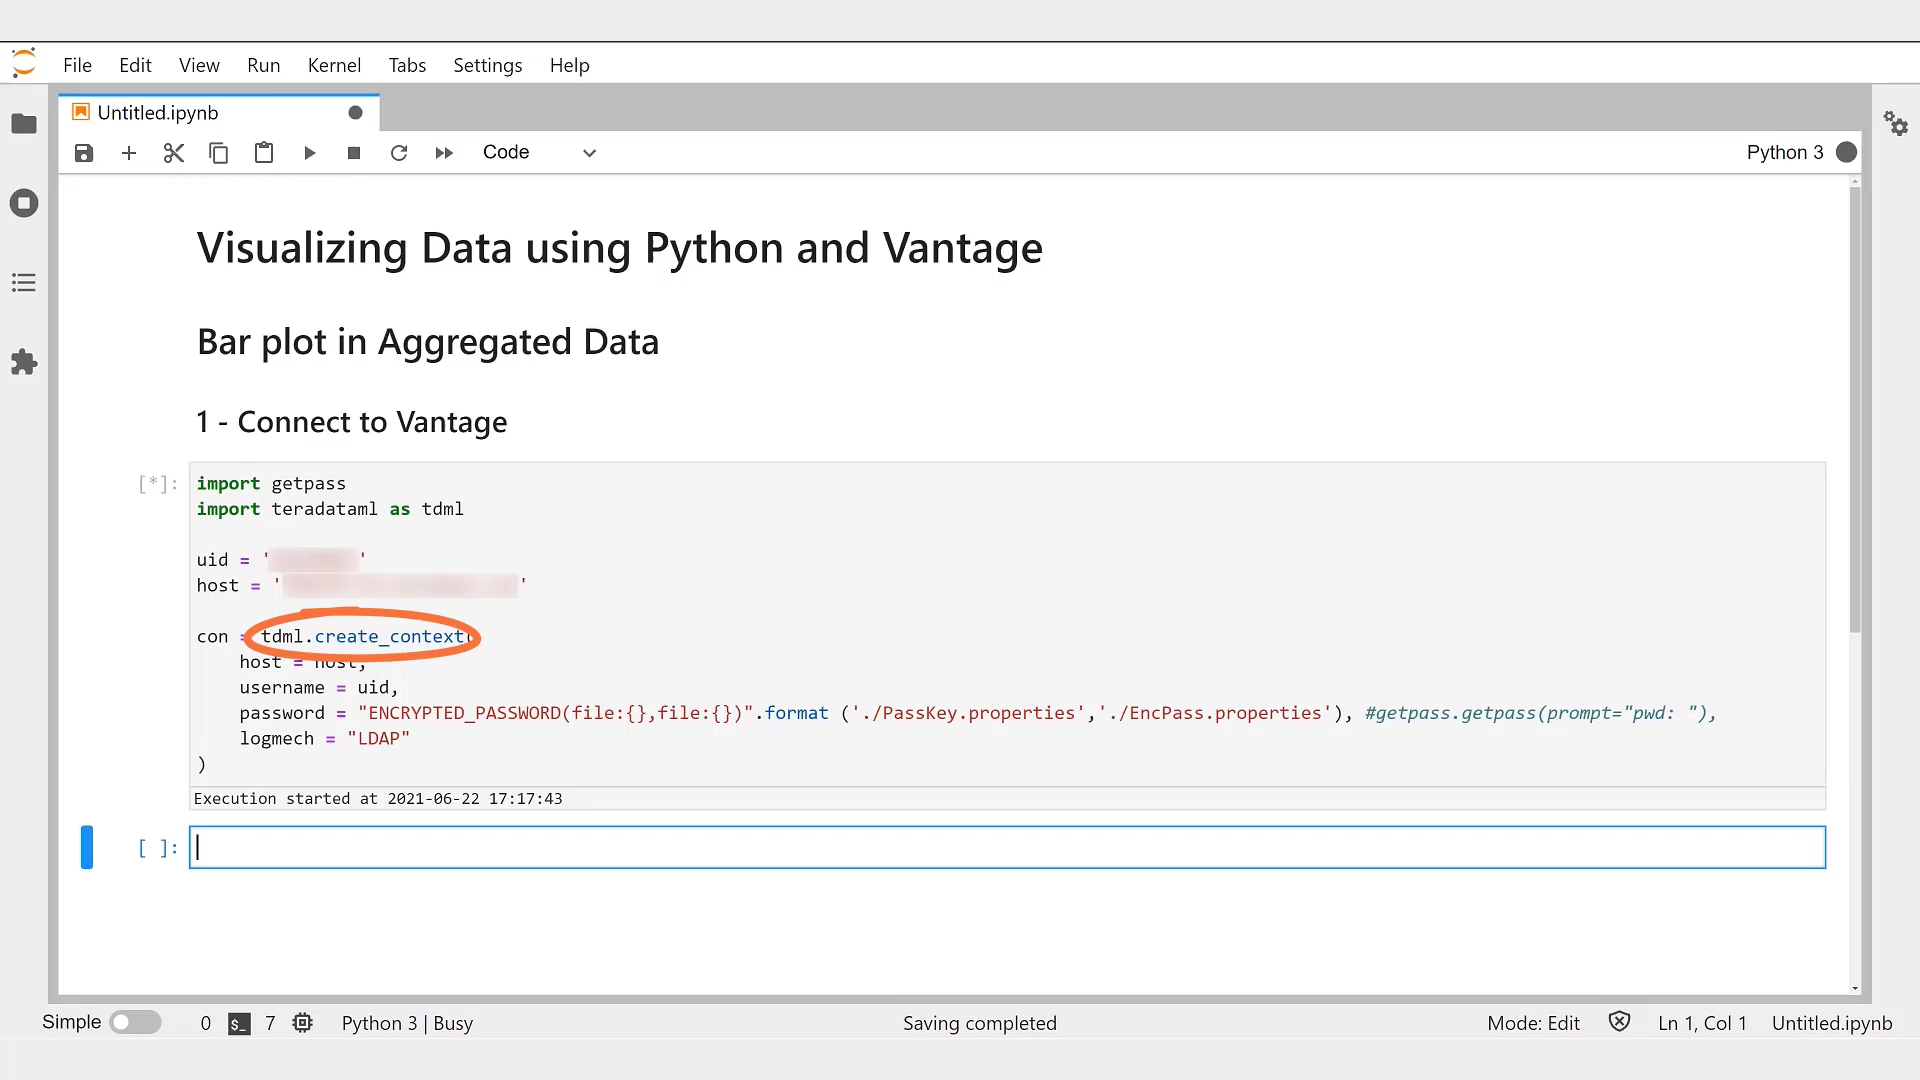 File Edit View Run Kernel Tabs Settings Help
Untitled.ipynb
Code
Python 3
Visualizing Data using Python and Vantage
Bar plot in Aggregated Data
1 - Connect to Vantage
[*]:
import getpass
import teradataml as tdml
uid = ' '
host = ' '
con = tdml.create_context(
host = host,
username = uid,
password = "ENCRYPTED_PASSWORD(file:{},file:{})".format ('./PassKey.properties','./EncPass.properties'), #getpass.getpass(prompt="pwd: "),
logmech = "LDAP"
)
Execution started at 2021-06-22 17:17:43
[ ]:
Simple 0 $_ 7 Python 3 | Busy Saving completed Mode: Edit Ln 1, Col 1 Untitled.ipynb